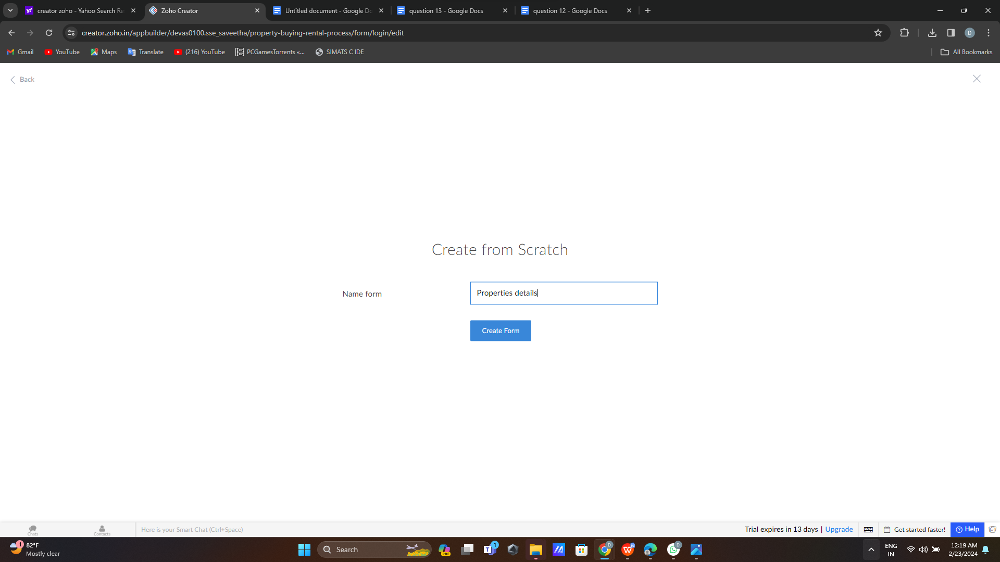 creator zoho - Yahoo Search Re
Zoho Creator
Untitled document - Google Do
question 13 - Google Docs
question 12 - Google Docs
creator.zoho.in/appbuilder/devas0100.sse_saveetha/property-buying-rental-process/form/login/edit
D
Gmail
YouTube
Maps
Translate
(216) YouTube
PCGamesTorrents «...
SIMATS C IDE
All Bookmarks
Back
Create from Scratch
Name form
Properties details
Create Form
Chats
Contacts
Here is your Smart Chat (Ctrl+Space)
Trial expires in 13 days | Upgrade
Get started faster!
Help
1
82°F
Mostly clear
Search
PRE
1
D
D
ENG
IN
12:19 AM
2/23/2024